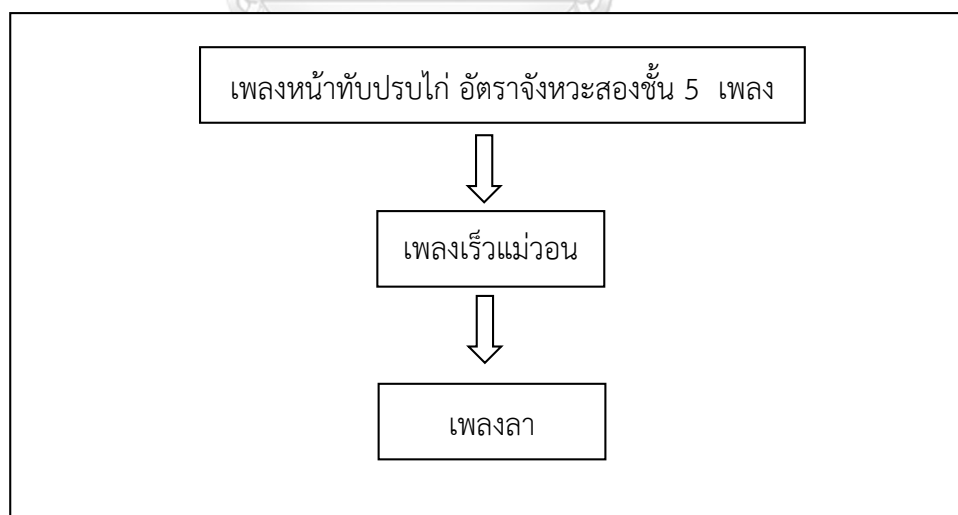 เพลงหน้าทับปรบไก่ อัตราจังหวะสองชั้น 5 เพลง
เพลงเร็วแม่วอน
เพลงลา